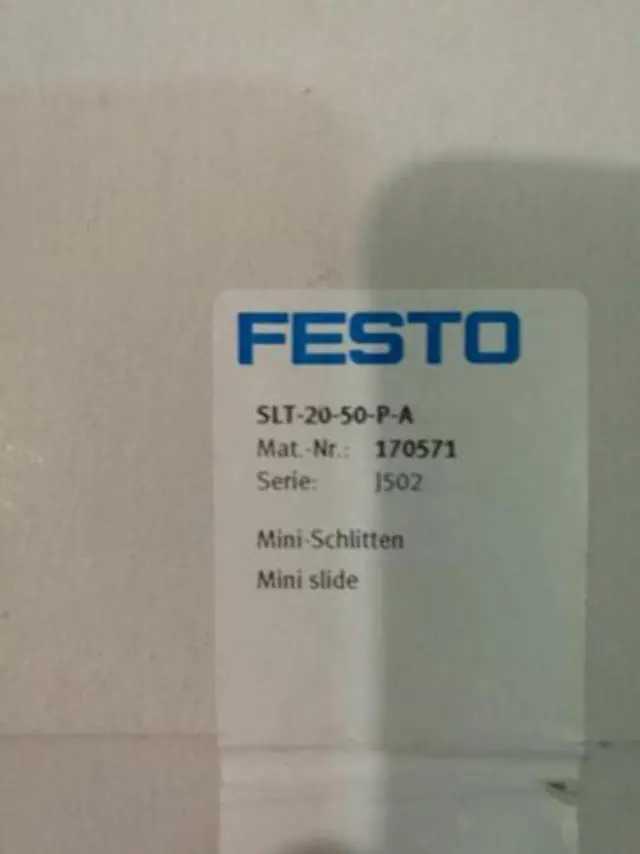 FESTO
SLT-20-50-P-A
Mat.-Nr.: 170571
Serie: J502
Mini-Schlitten
Mini slide